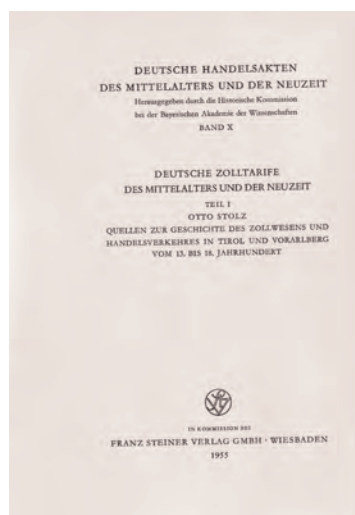 DEUTSCHE HANDELSAKTEN
DES MITTELALTERS UND DER NEUZEIT
Herausgegeben durch die Historische Kommission
bei der Bayerischen Akademie der Wissenschaften
BAND X
DEUTSCHE ZOLLTARIFE
DES MITTELALTERS UND DER NEUZEIT
TEIL I
OTTO STOLZ
QUELLEN ZUR GESCHICHTE DES ZOLLWESENS UND
HANDELSVERKEHRES IN TIROL UND VORARLBERG
VOM 13. BIS 18. JAHRHUNDERT
IN KOMMISSION BEI
FRANZ STEINER VERLAG GMBH · WIESBADEN
1955